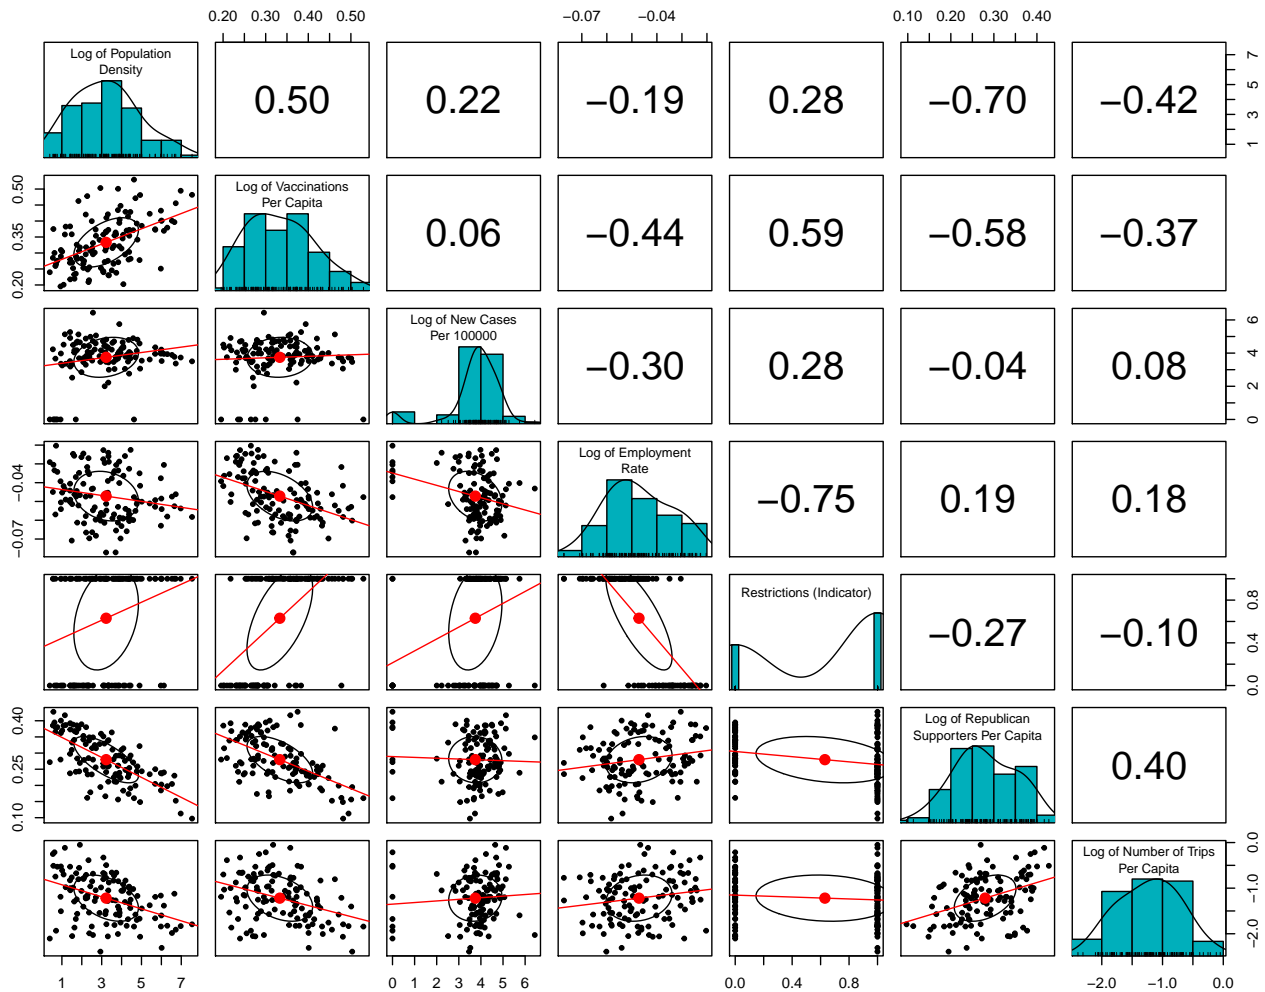 0.20 0.30 0.40 0.50 −0.07 −0.04 0.10 0.20 0.30 0.40
Log of Population
Density
0.50 0.22 −0.19 0.28 −0.70 −0.42
1 3 5 7
0.20 0.35 0.50
Log of Vaccinations
Per Capita
0.06 −0.44 0.59 −0.58 −0.37
Log of New Cases
Per 100000
−0.30 0.28 −0.04 0.08
0 2 4 6
−0.07 −0.04
Log of Employment
Rate
−0.75 0.19 0.18
Restrictions (Indicator)
−0.27 −0.10
0.0 0.4 0.8
0.10 0.25 0.40
Log of Republican
Supporters Per Capita
0.40
Log of Number of Trips
Per Capita
−2.0 −1.0 0.0
1 3 5 7 0 1 2 3 4 5 6 0.0 0.4 0.8 −2.0 −1.0 0.0